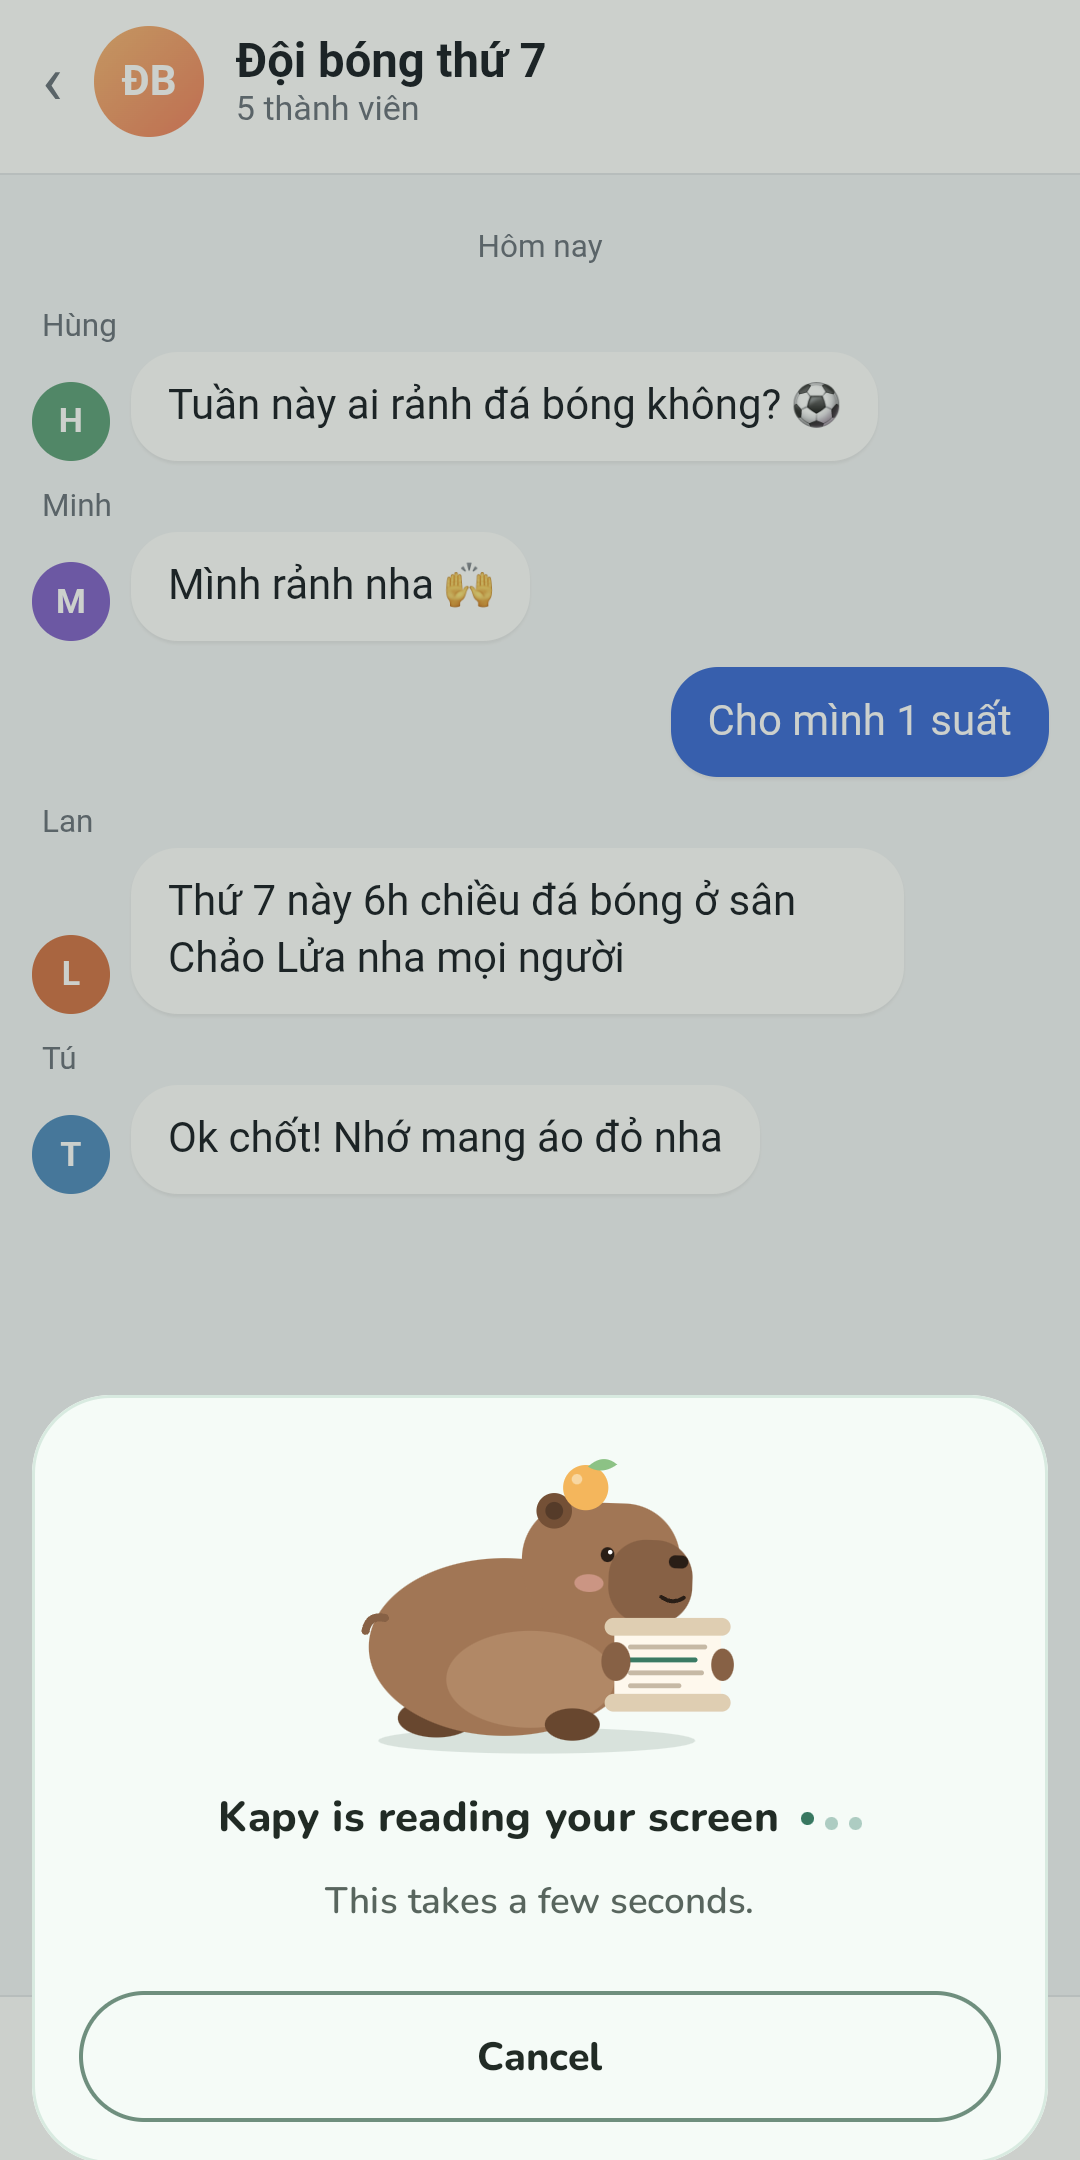 ĐB
Đội bóng thứ 7
5 thành viên
Hôm nay
Hùng
H
Tuần này ai rảnh đá bóng không? ⚽
Minh
M
Mình rảnh nha 🙌
Cho mình 1 suất
Lan
L
Thứ 7 này 6h chiều đá bóng ở sân
Chảo Lửa nha mọi người
Tú
T
Ok chốt! Nhớ mang áo đỏ nha
Kapy is reading your screen
This takes a few seconds.
Cancel